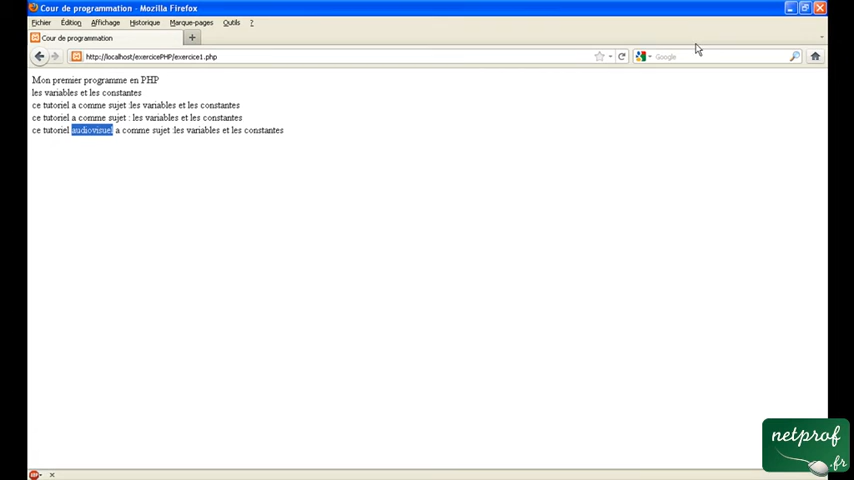 Cour de programmation - Mozilla Firefox
Fichier Édition Affichage Historique Marque-pages Outils ?
Cour de programmation
http://localhost/exercicePHP/exercice1.php
Google
Mon premier programme en PHP
les variables et les constantes
ce tutoriel a comme sujet :les variables et les constantes
ce tutoriel a comme sujet : les variables et les constantes
ce tutoriel audiovisuel a comme sujet :les variables et les constantes
netprof
.fr